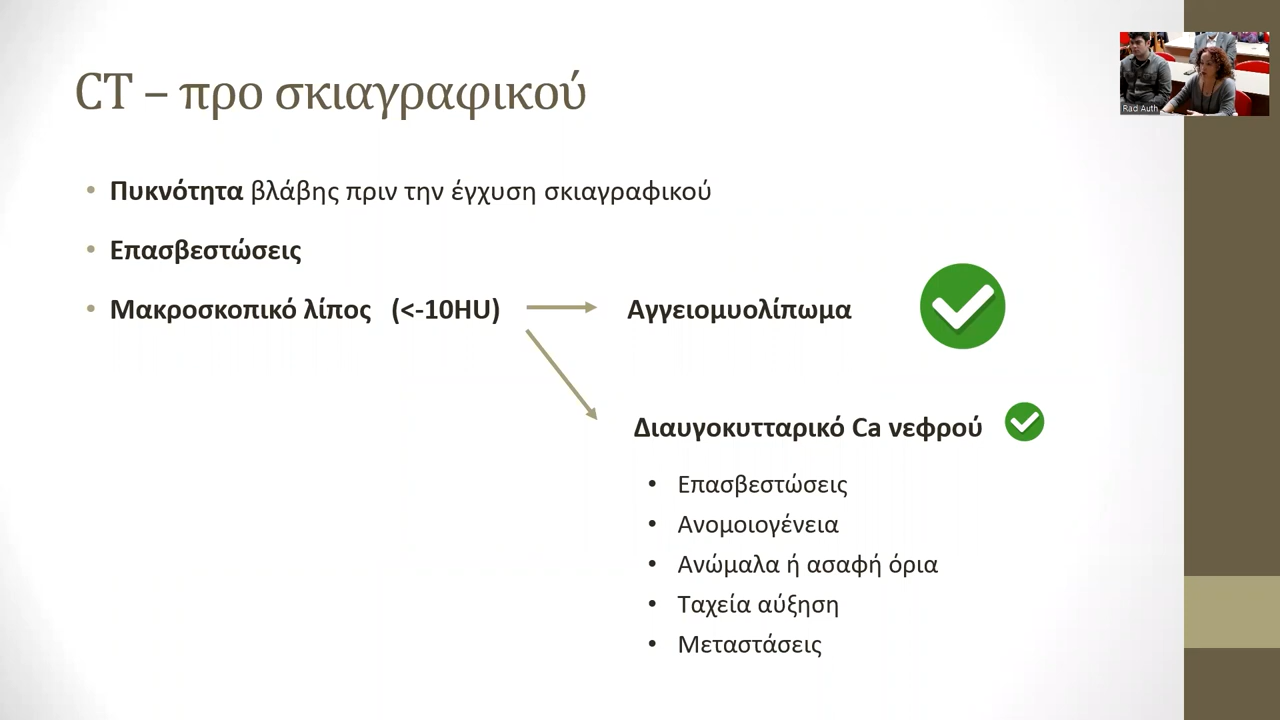 CT – προ σκιαγραφικού
Rad Auth
• Πυκνότητα βλάβης πριν την έγχυση σκιαγραφικού
• Επασβεστώσεις
• Μακροσκοπικό λίπος (<-10HU)
Αγγειομυολίπωμα
Διαυγοκυτταρικό Ca νεφρού
• Επασβεστώσεις
• Ανομοιογένεια
• Ανώμαλα ή ασαφή όρια
• Ταχεία αύξηση
• Μεταστάσεις